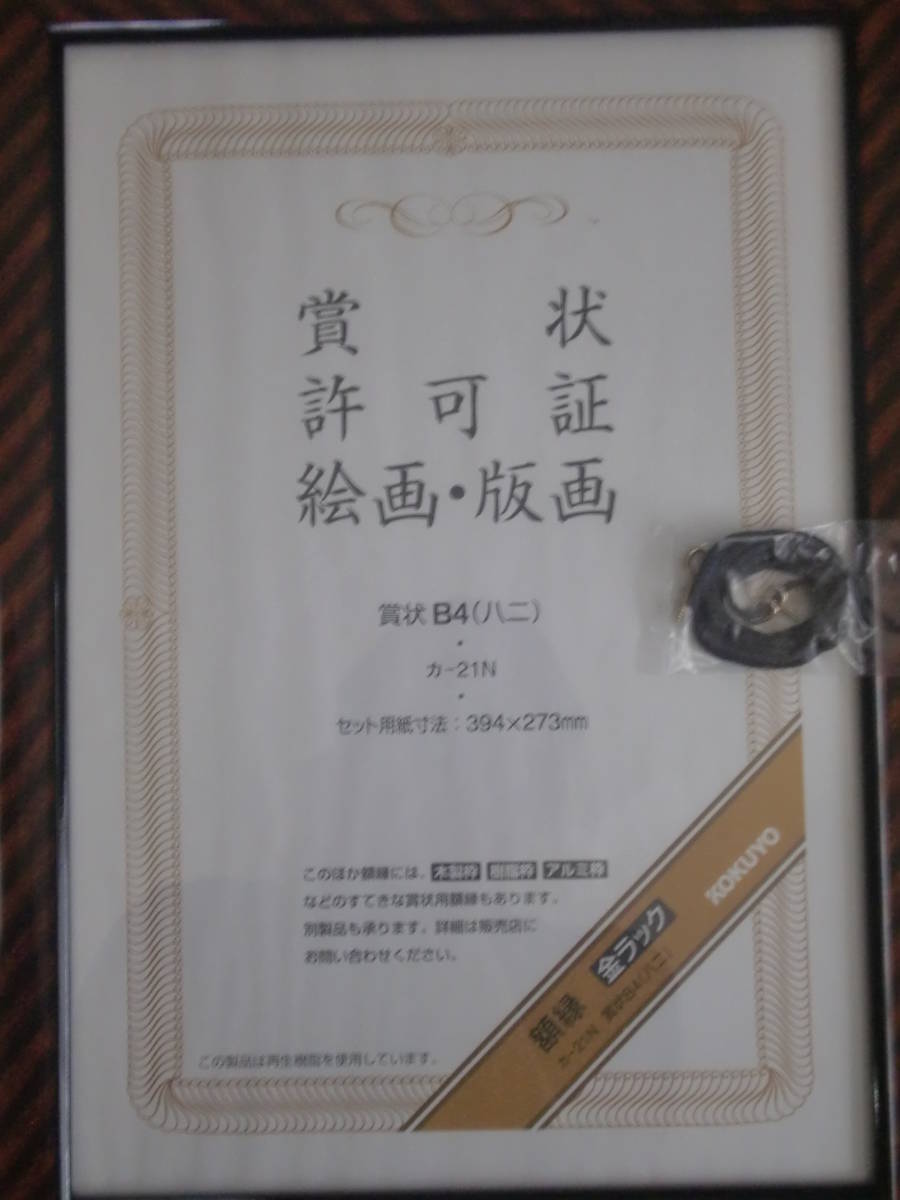 賞状
許可証
絵画・版画
賞状 B4(八二)
・
カ-21N
・
セット用紙寸法：394×273mm
このほか額縁には、木製枠 樹脂枠 アルミ枠
などのすてきな賞状用額縁もあります。
別製品も承ります。詳細は販売店に
お問い合わせください。
この製品は再生樹脂を使用しています。
額縁 金ラック KOKUYO
カ-21N 賞状B4(八二)